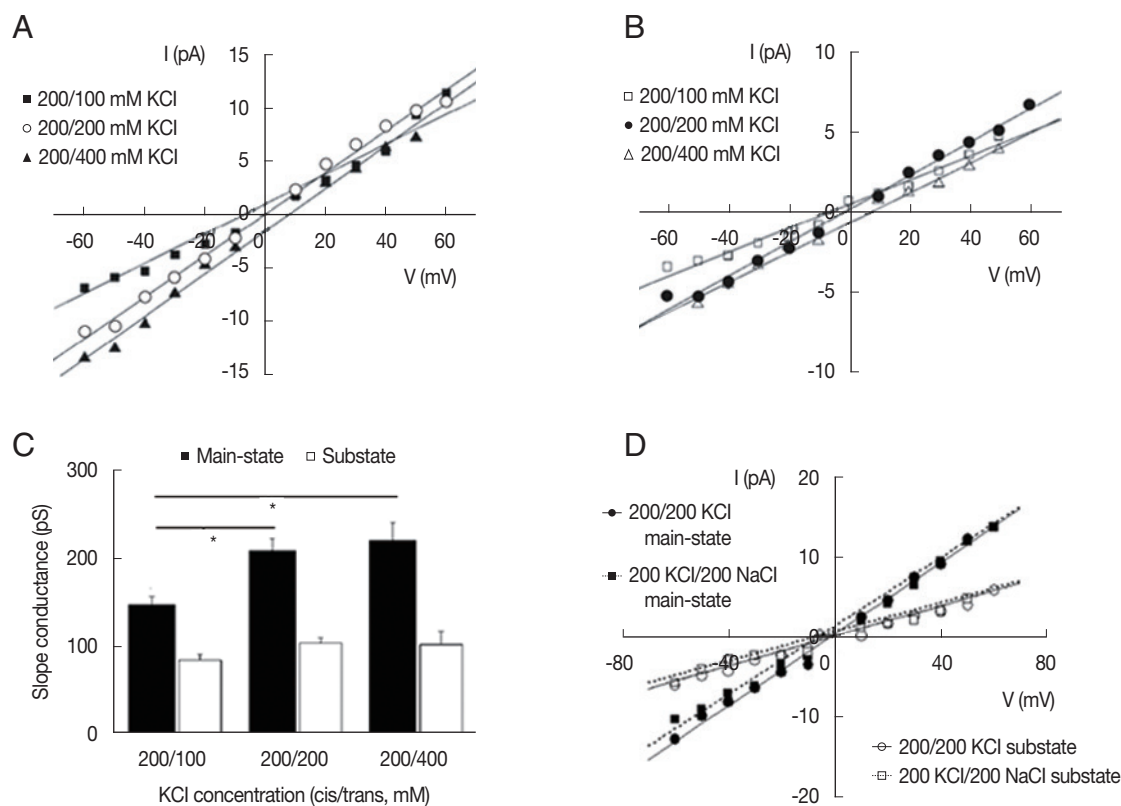 A
I (pA)
200/100 mM KCl
200/200 mM KCl
200/400 mM KCl
15
10
5
0
-5
-10
-15
-60
-40
-20
0
20
40
60
V (mV)
B
I (pA)
200/100 mM KCl
200/200 mM KCl
200/400 mM KCl
10
5
0
-5
-10
-60
-40
-20
0
20
40
60
V (mV)
C
Main-state
Substate
Slope conductance (pS)
300
200
100
0
*
*
200/100
200/200
200/400
KCl concentration (cis/trans, mM)
D
I (pA)
200/200 KCl
main-state
200 KCl/200 NaCl
main-state
20
10
0
-10
-20
-80
-40
0
40
80
V (mV)
200/200 KCl substate
200 KCl/200 NaCl substate